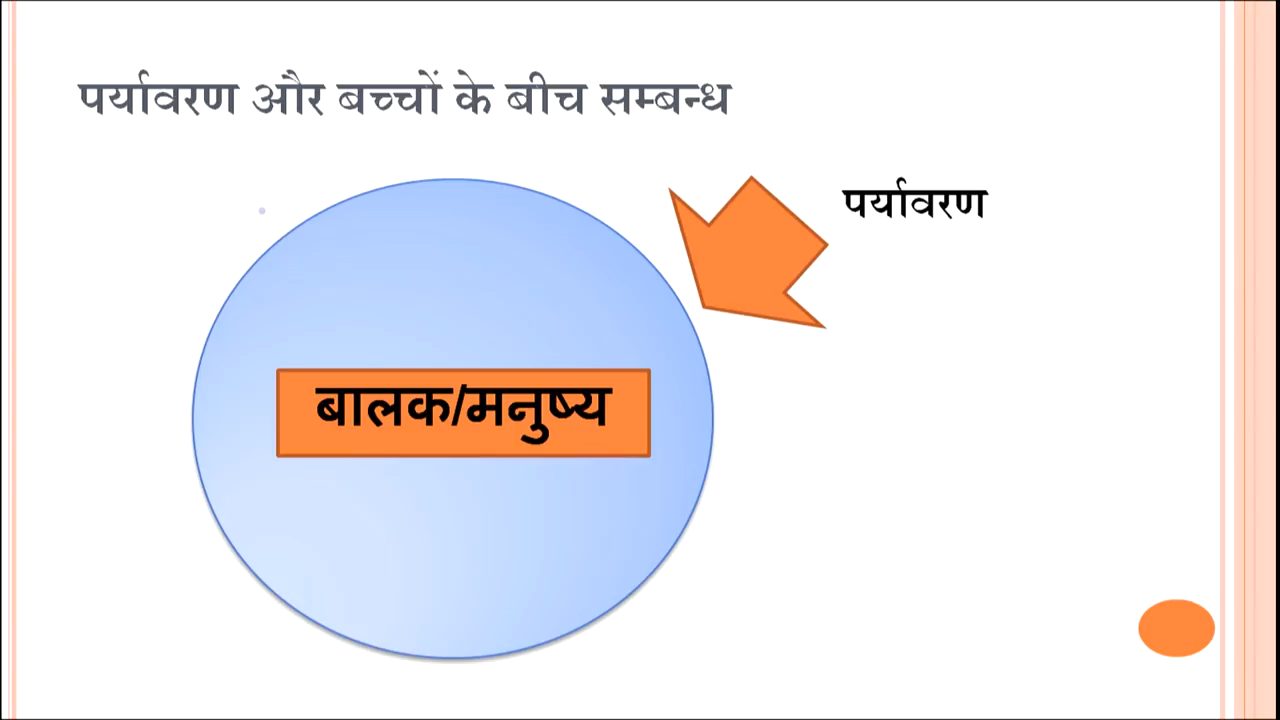 पर्यावरण और बच्चों के बीच सम्बन्ध
पर्यावरण
बालक/मनुष्य